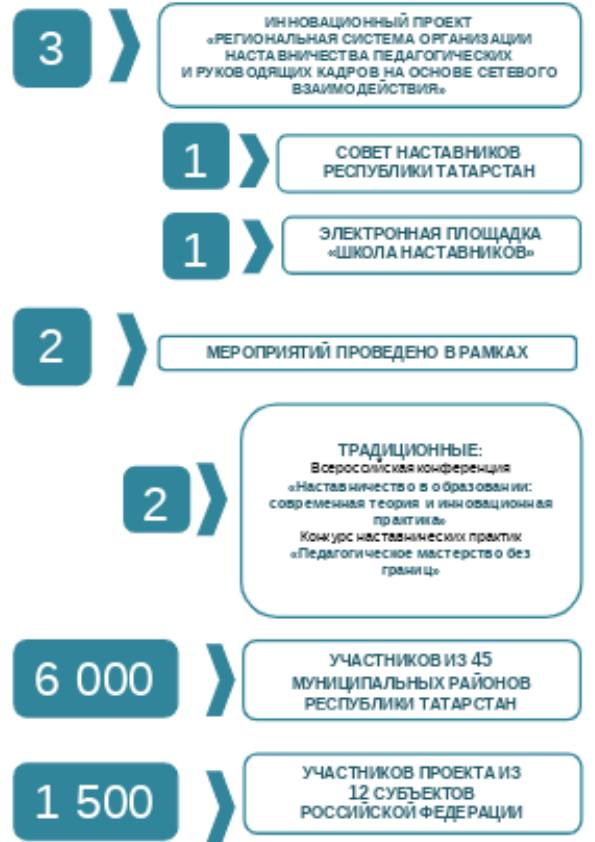 3
ИННОВАЦИОННЫЙ ПРОЕКТ
«РЕГИОНАЛЬНАЯ СИСТЕМА ОРГАНИЗАЦИИ
НАСТАВНИЧЕСТВА ПЕДАГОГИЧЕСКИХ
И РУКОВОДЯЩИХ КАДРОВ НА ОСНОВЕ СЕТЕВОГО
ВЗАИМОДЕЙСТВИЯ»
1
СОВЕТ НАСТАВНИКОВ
РЕСПУБЛИКИ ТАТАРСТАН
1
ЭЛЕКТРОННАЯ ПЛОЩАДКА
«ШКОЛА НАСТАВНИКОВ»
2
МЕРОПРИЯТИЙ ПРОВЕДЕНО В РАМКАХ
2
ТРАДИЦИОННЫЕ:
Всероссийская конференция
«Наставничество в образовании:
современная теория и инновационная
практика»
Конкурс наставнических практик
«Педагогическое мастерство без
границ»
6 000
УЧАСТНИКОВ ИЗ 45
МУНИЦИПАЛЬНЫХ РАЙОНОВ
РЕСПУБЛИКИ ТАТАРСТАН
1 500
УЧАСТНИКОВ ПРОЕКТА ИЗ
12 СУБЪЕКТОВ
РОССИЙСКОЙ ФЕДЕРАЦИИ